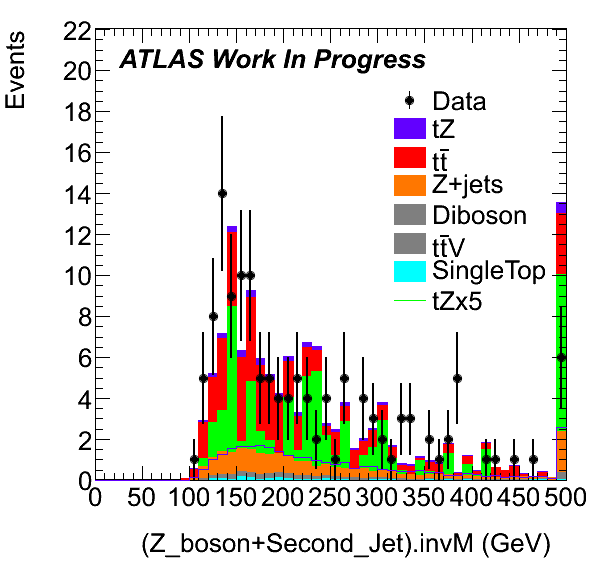 Events
22
20
18
16
14
12
10
8
6
4
2
0
ATLAS Work In Progress
Data
tZ
tt̄
Z+jets
Diboson
tt̄V
SingleTop
tZx5
0 50 100 150 200 250 300 350 400 450 500
(Z_boson+Second_Jet).invM (GeV)